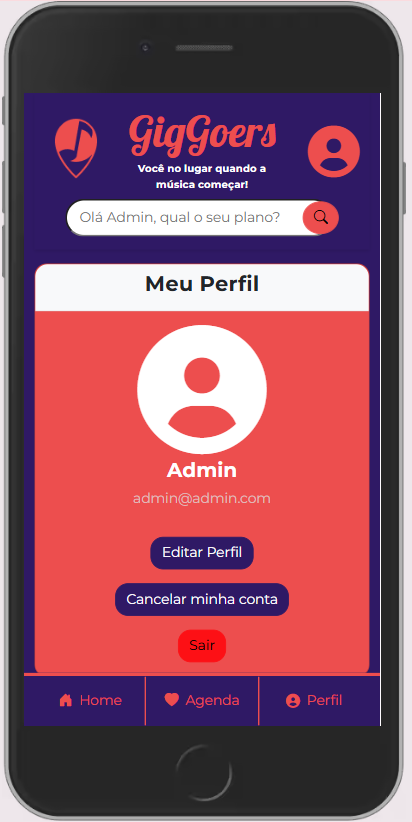 GigGoers
Você no lugar quando a
música começar!
Olá Admin, qual o seu plano?
Meu Perfil
Admin
admin@admin.com
Editar Perfil
Cancelar minha conta
Sair
Home Agenda Perfil